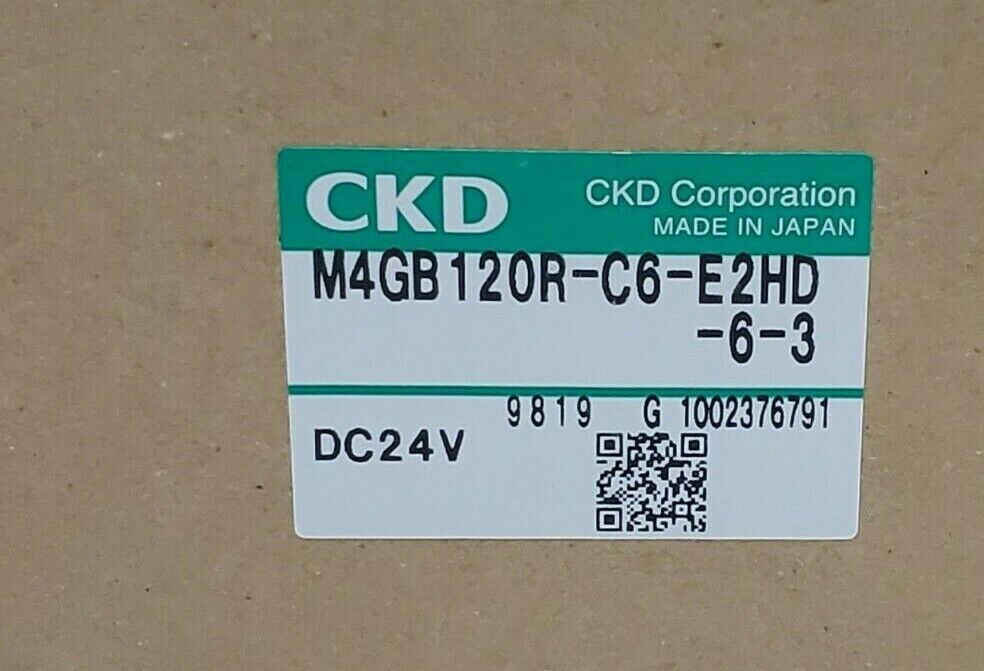 CKD
CKD Corporation
MADE IN JAPAN
M4GB120R-C6-E2HD
-6-3
9819 G 1002376791
DC24V